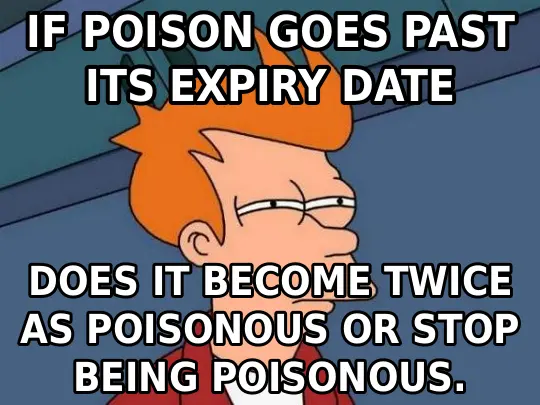 IF POISON GOES PAST
ITS EXPIRY DATE
DOES IT BECOME TWICE
AS POISONOUS OR STOP
BEING POISONOUS.